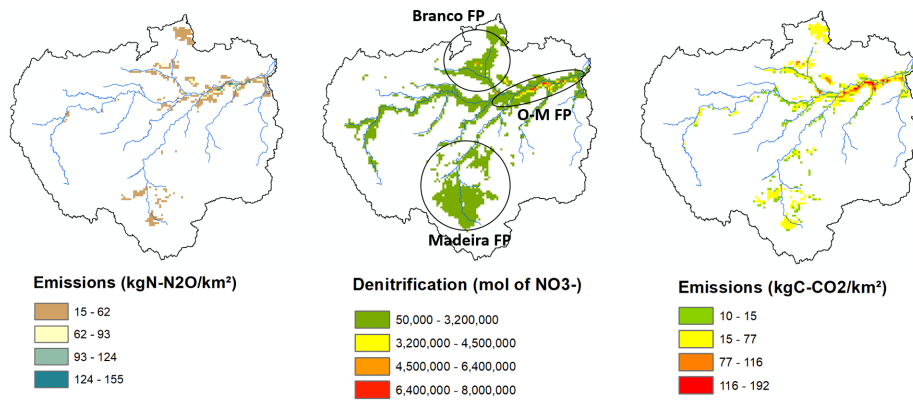 Branco FP
O-M FP
Madeira FP
Emissions (kgN-N2O/km²)
15 - 62
62 - 93
93 - 124
124 - 155
Denitrification (mol of NO3-)
50,000 - 3,200,000
3,200,000 - 4,500,000
4,500,000 - 6,400,000
6,400,000 - 8,000,000
Emissions (kgC-CO2/km²)
10 - 15
15 - 77
77 - 116
116 - 192